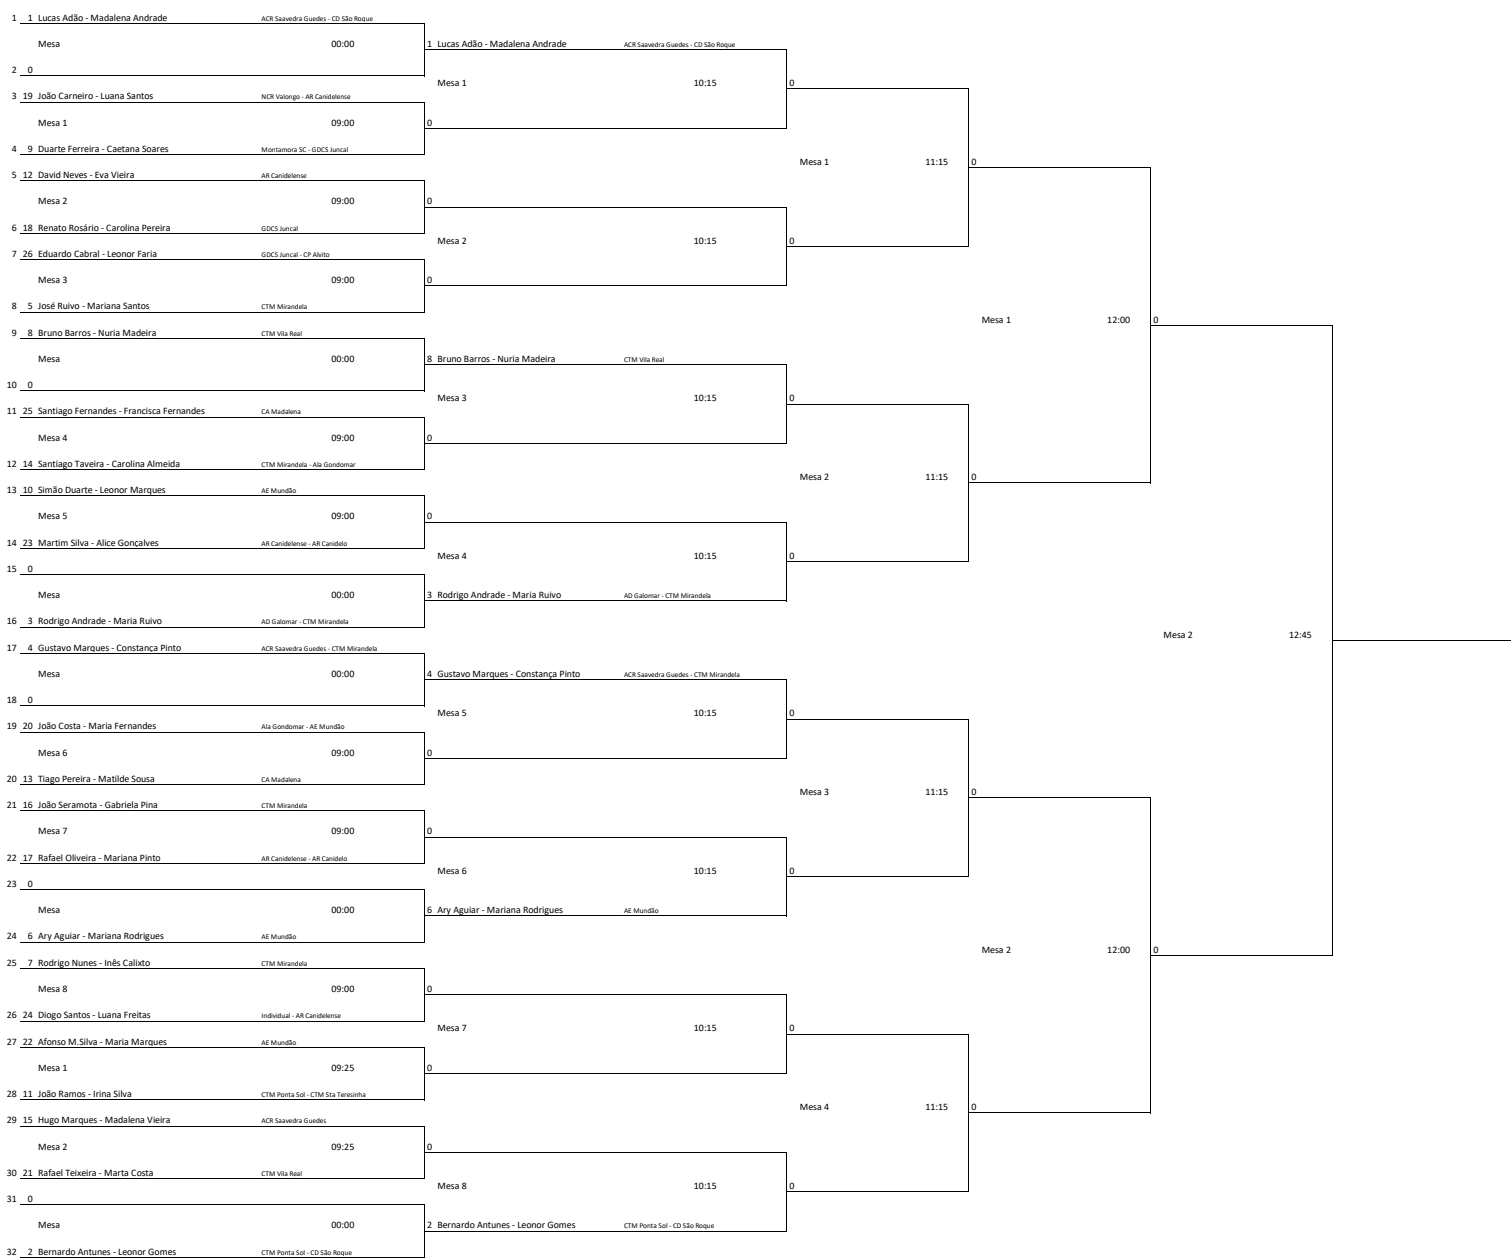 1 1 Lucas Adão - Madalena Andrade ACR Saavedra Guedes - CD São Roque
Mesa 00:00 1 Lucas Adão - Madalena Andrade ACR Saavedra Guedes - CD São Roque
2 0
Mesa 1 10:15 0
3 19 João Carneiro - Luana Santos NCR Valongo - AR Canidelense
Mesa 1 09:00 0
4 9 Duarte Ferreira - Caetana Soares Montamora SC - GDCS Juncal
Mesa 1 11:15 0
5 12 David Neves - Eva Vieira AR Canidelense
Mesa 2 09:00 0
6 18 Renato Rosário - Carolina Pereira GDCS Juncal
Mesa 2 10:15 0
7 26 Eduardo Cabral - Leonor Faria GDCS Juncal - CP Alvito
Mesa 3 09:00 0
8 5 José Ruivo - Mariana Santos CTM Mirandela
Mesa 1 12:00 0
9 8 Bruno Barros - Nuria Madeira CTM Vila Real
Mesa 00:00 8 Bruno Barros - Nuria Madeira CTM Vila Real
10 0
Mesa 3 10:15 0
11 25 Santiago Fernandes - Francisca Fernandes CA Madalena
Mesa 4 09:00 0
12 14 Santiago Taveira - Carolina Almeida CTM Mirandela - Ala Gondomar
Mesa 2 11:15 0
13 10 Simão Duarte - Leonor Marques AE Mundão
Mesa 5 09:00 0
14 23 Martim Silva - Alice Gonçalves AR Canidelense - AR Canidelo
Mesa 4 10:15 0
15 0
Mesa 00:00 3 Rodrigo Andrade - Maria Ruivo AD Galomar - CTM Mirandela
16 3 Rodrigo Andrade - Maria Ruivo AD Galomar - CTM Mirandela
Mesa 2 12:45
17 4 Gustavo Marques - Constança Pinto ACR Saavedra Guedes - CTM Mirandela
Mesa 00:00 4 Gustavo Marques - Constança Pinto ACR Saavedra Guedes - CTM Mirandela
18 0
Mesa 5 10:15 0
19 20 João Costa - Maria Fernandes Ala Gondomar - AE Mundão
Mesa 6 09:00 0
20 13 Tiago Pereira - Matilde Sousa CA Madalena
Mesa 3 11:15 0
21 16 João Seramota - Gabriela Pina CTM Mirandela
Mesa 7 09:00 0
22 17 Rafael Oliveira - Mariana Pinto AR Canidelense - AR Canidelo
Mesa 6 10:15 0
23 0
Mesa 00:00 6 Ary Aguiar - Mariana Rodrigues AE Mundão
24 6 Ary Aguiar - Mariana Rodrigues AE Mundão
Mesa 2 12:00 0
25 7 Rodrigo Nunes - Inês Calixto CTM Mirandela
Mesa 8 09:00 0
26 24 Diogo Santos - Luana Freitas Individual - AR Canidelense
Mesa 7 10:15 0
27 22 Afonso M.Silva - Maria Marques AE Mundão
Mesa 1 09:25 0
28 11 João Ramos - Irina Silva CTM Ponta Sol - CTM Sta Teresinha
Mesa 4 11:15 0
29 15 Hugo Marques - Madalena Vieira ACR Saavedra Guedes
Mesa 2 09:25 0
30 21 Rafael Teixeira - Marta Costa CTM Vila Real
Mesa 8 10:15 0
31 0
Mesa 00:00 2 Bernardo Antunes - Leonor Gomes CTM Ponta Sol - CD São Roque
32 2 Bernardo Antunes - Leonor Gomes CTM Ponta Sol - CD São Roque